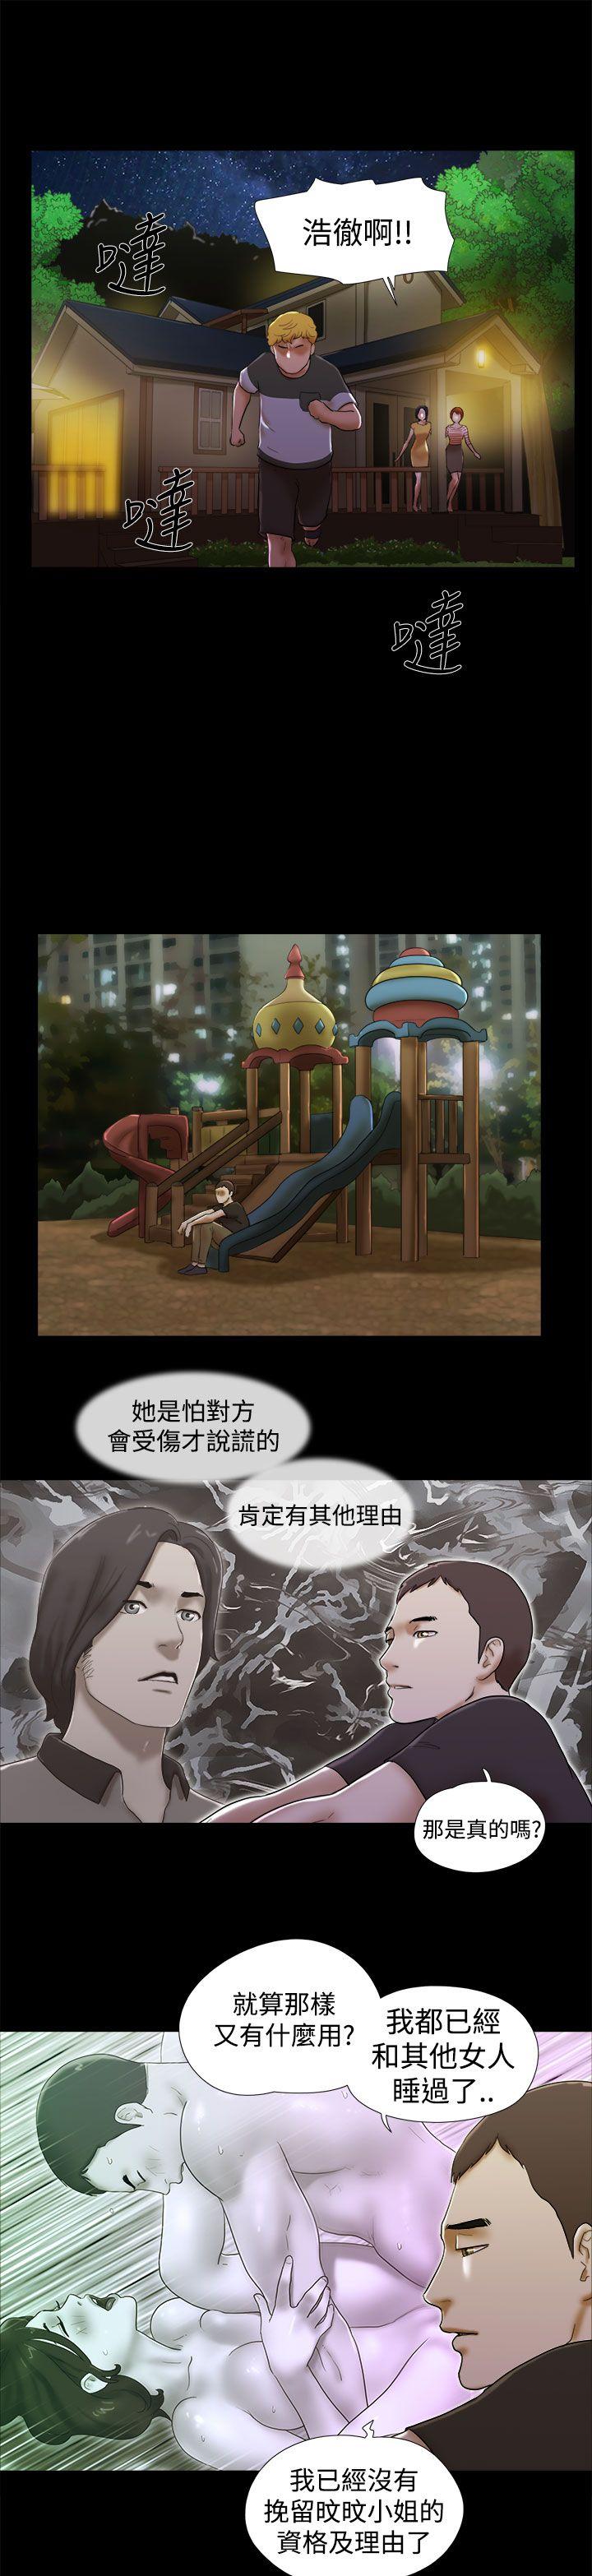 浩徹啊!!
噠
噠
噠
她是怕對方
會受傷才說謊的
肯定有其他理由
那是真的嗎?
就算那樣
又有什麼用?
我都已經
和其他女人
睡過了..
我已經沒有
挽留旼旼小姐的
資格及理由了